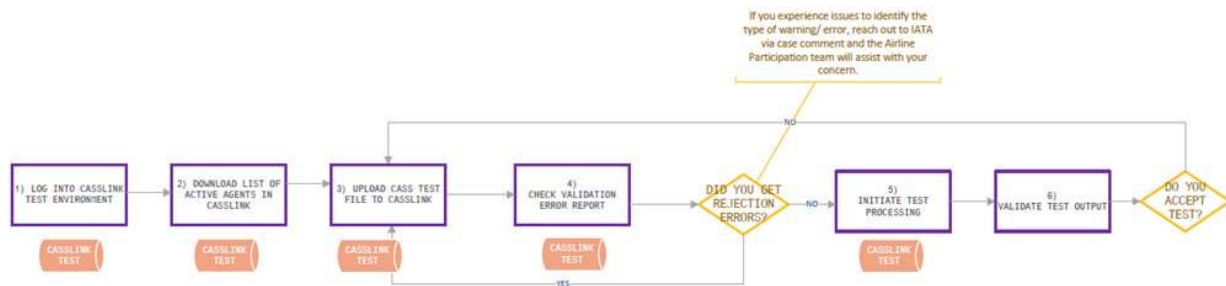 If you experience issues to identify the
type of warning/ error, reach out to IATA
via case comment and the Airline
Participation team will assist with your
concern.
NO
1) LOG INTO CASSLINK
TEST ENVIRONMENT
2) DOWNLOAD LIST OF
ACTIVE AGENTS IN
CASSLINK
3) UPLOAD CASS TEST
FILE TO CASSLINK
4)
CHECK VALIDATION
ERROR REPORT
DID YOU GET
REJECTION
ERRORS?
NO
5)
INITIATE TEST
PROCESSING
6)
VALIDATE TEST OUTPUT
DO YOU
ACCEPT
TEST?
CASSLINK
TEST
CASSLINK
TEST
CASSLINK
TEST
CASSLINK
TEST
CASSLINK
TEST
YES